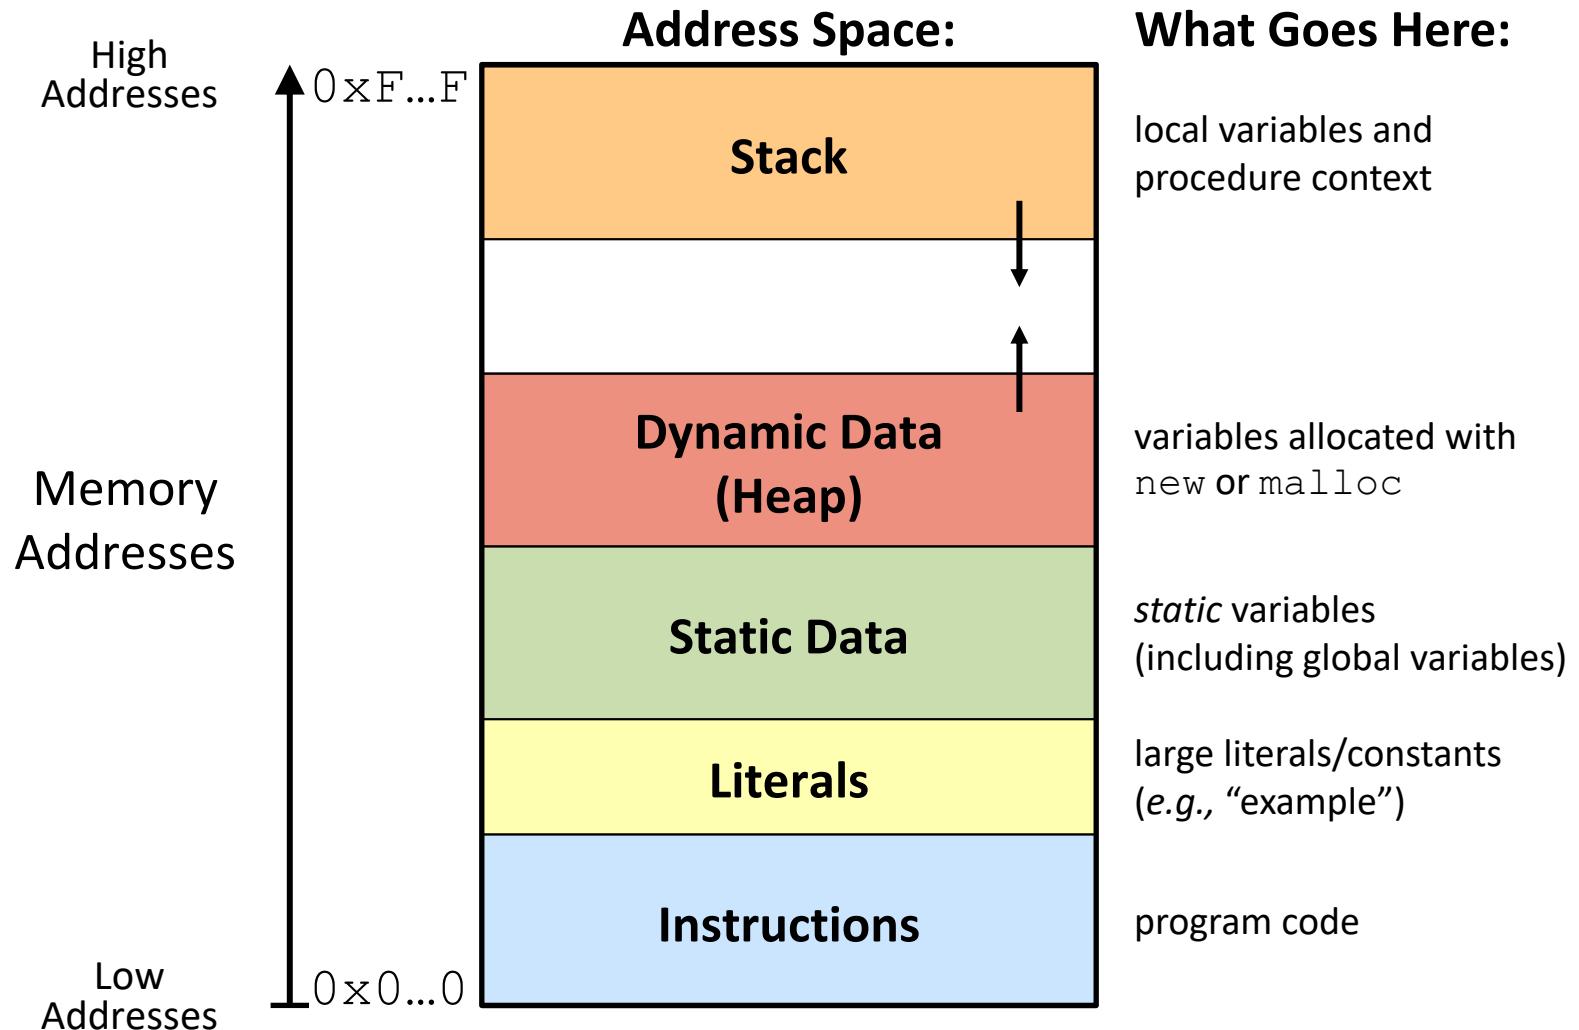 Address Space:
What Goes Here:
High
Addresses
0xF…F
Stack
local variables and
procedure context
Dynamic Data
(Heap)
variables allocated with
new or malloc
Memory
Addresses
Static Data
static variables
(including global variables)
Literals
large literals/constants
(e.g., “example”)
Instructions
program code
Low
Addresses
0x0…0